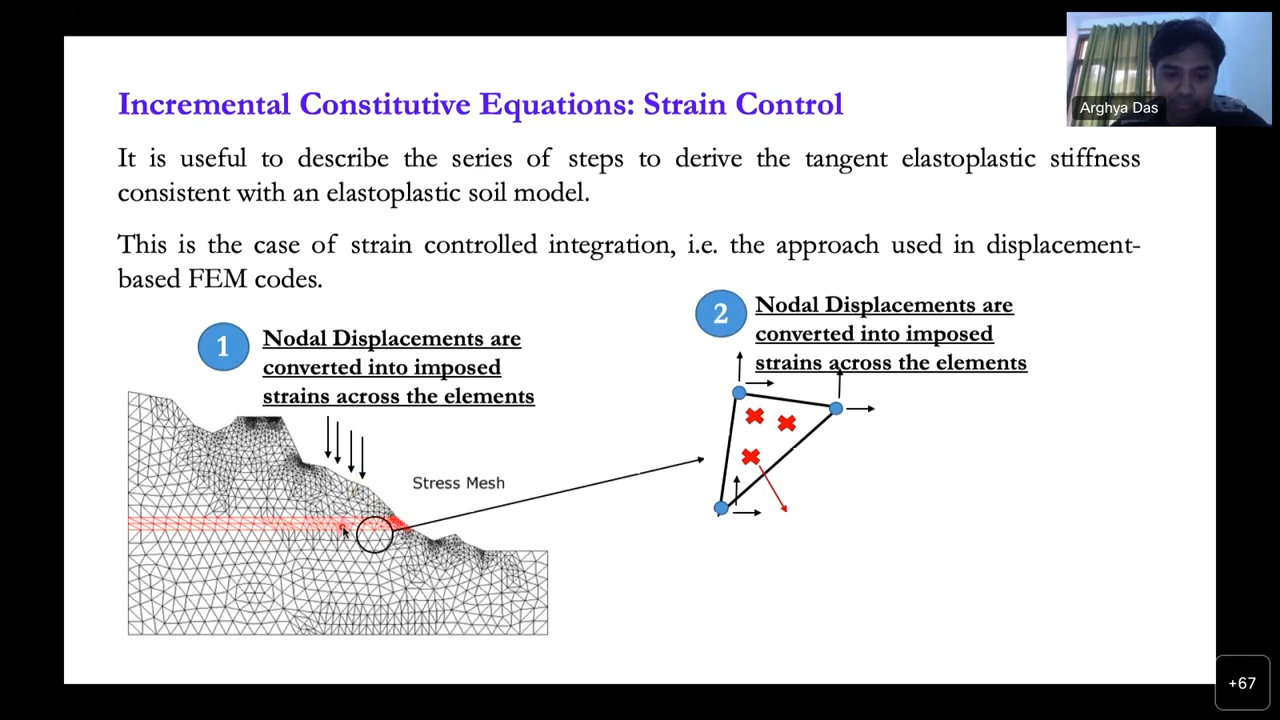 Incremental Constitutive Equations: Strain Control
It is useful to describe the series of steps to derive the tangent elastoplastic stiffness
consistent with an elastoplastic soil model.
This is the case of strain controlled integration, i.e. the approach used in displacement-
based FEM codes.
1
Nodal Displacements are
converted into imposed
strains across the elements
2
Nodal Displacements are
converted into imposed
strains across the elements
Stress Mesh
Arghya Das
+67